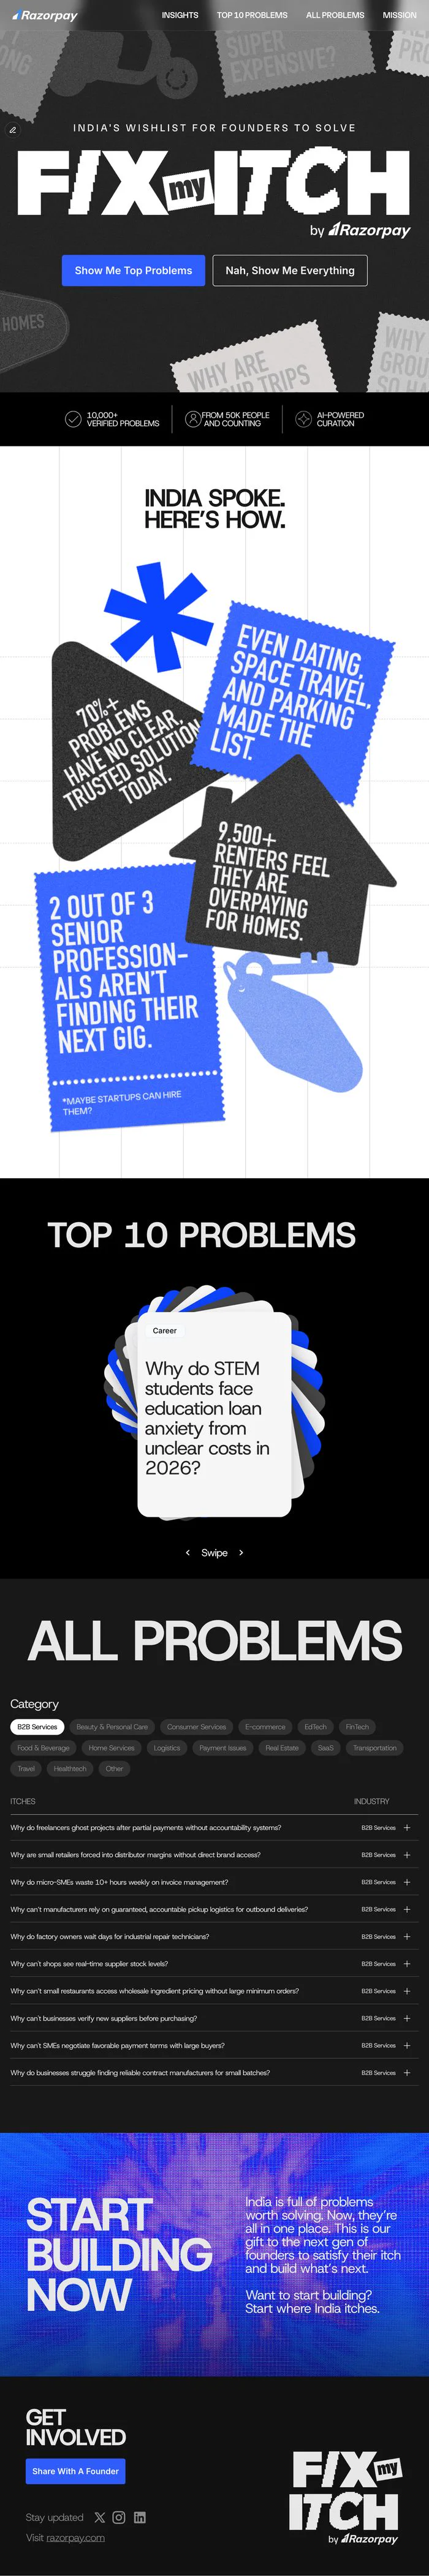 Razorpay
INSIGHTS
TOP 10 PROBLEMS
ALL PROBLEMS
MISSION
SUPER
EXPENSIVE?
INDIA'S WISHLIST FOR FOUNDERS TO SOLVE
FIX my ITCH
by Razorpay
Show Me Top Problems
Nah, Show Me Everything
HOMES
WHY ARE
OUR TRIPS
WHY
10,000+
VERIFIED PROBLEMS
FROM 50K PEOPLE
AND COUNTING
AI-POWERED
CURATION
INDIA SPOKE.
HERE'S HOW.
EVEN DATING,
SPACE TRAVEL,
AND PARKING
MADE THE
LIST.
70%+
PROBLEMS
HAVE NO CLEAR,
TRUSTED SOLUTION
TODAY.
9,500+
RENTERS FEEL
THEY ARE
OVERPAYING
FOR HOMES.
2 OUT OF 3
SENIOR
PROFESSION-
ALS AREN'T
FINDING THEIR
NEXT GIG.
*MAYBE STARTUPS CAN HIRE
THEM?
TOP 10 PROBLEMS
Career
Why do STEM
students face
education loan
anxiety from
unclear costs in
2026?
Swipe
ALL PROBLEMS
Category
B2B Services
Beauty & Personal Care
Consumer Services
E-commerce
EdTech
FinTech
Food & Beverage
Home Services
Logistics
Payment Issues
Real Estate
SaaS
Transportation
Travel
Healthtech
Other
ITCHES
INDUSTRY
Why do freelancers ghost projects after partial payments without accountability systems?
B2B Services
Why are small retailers forced into distributor margins without direct brand access?
B2B Services
Why do micro-SMEs waste 10+ hours weekly on invoice management?
B2B Services
Why can't manufacturers rely on guaranteed, accountable pickup logistics for outbound deliveries?
B2B Services
Why do factory owners wait days for industrial repair technicians?
B2B Services
Why can't shops see real-time supplier stock levels?
B2B Services
Why can't small restaurants access wholesale ingredient pricing without large minimum orders?
B2B Services
Why can't businesses verify new suppliers before purchasing?
B2B Services
Why can't SMEs negotiate favorable payment terms with large buyers?
B2B Services
Why do businesses struggle finding reliable contract manufacturers for small batches?
B2B Services
START
BUILDING
NOW
India is full of problems
worth solving. Now, they're
all in one place. This is our
gift to the next gen of
founders to satisfy their itch
and build what's next.
Want to start building?
Start where India itches.
GET
INVOLVED
Share With A Founder
Stay updated
Visit razorpay.com
FIX my
ITCH
by Razorpay